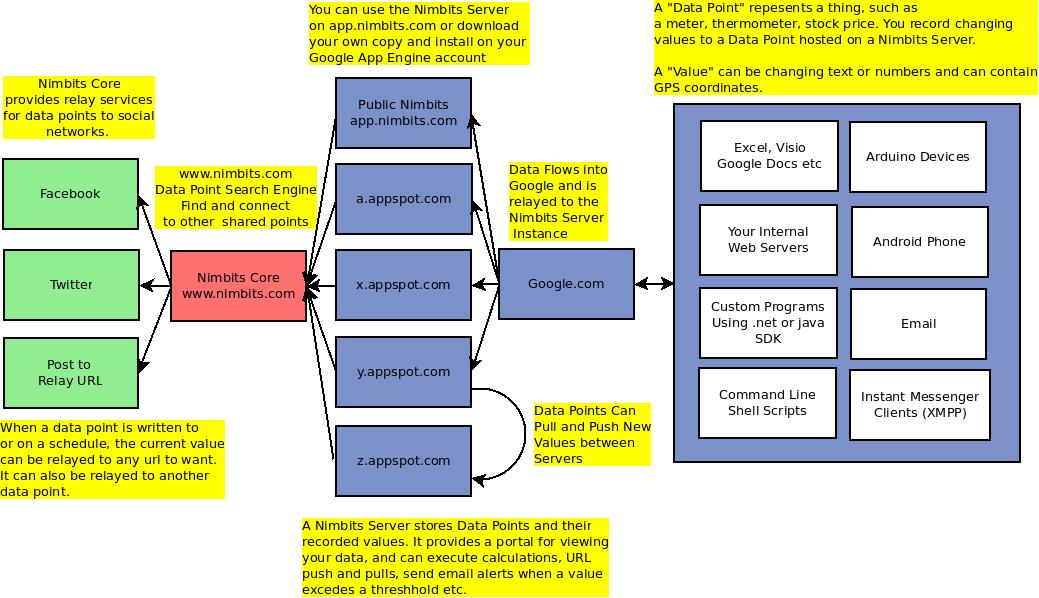 You can use the Nimbits Server
on app.nimbits.com or download
your own copy and install on your
Google App Engine account
A "Data Point" repesents a thing, such as
a meter, thermometer, stock price. You record changing
values to a Data Point hosted on a Nimbits Server.
A "Value" can be changing text or numbers and can contain
GPS coordinates.
Nimbits Core
provides relay services
for data points to social
networks.
Public Nimbits
app.nimbits.com
Excel, Visio
Google Docs etc
Arduino Devices
www.nimbits.com
Data Point Search Engine
Find and connect
to other  shared points
Data Flows into
Google and is
relayed to the
Nimbits Server
Instance
Facebook
a.appspot.com
Your Internal
Web Servers
Android Phone
Twitter
Nimbits Core
www.nimbits.com
x.appspot.com
Google.com
Custom Programs
Using .net or java
SDK
Email
Post to
Relay URL
y.appspot.com
Command Line
Shell Scripts
Instant Messenger
Clients (XMPP)
Data Points Can
Pull and Push New
Values between
Servers
When a data point is written to
or on a schedule, the current value
can be relayed to any url to want.
It can also be relayed to another
data point.
z.appspot.com
A Nimbits Server stores Data Points and their
recorded values. It provides a portal for viewing
your data, and can execute calculations, URL
push and pulls, send email alerts when a value
excedes a threshhold etc.